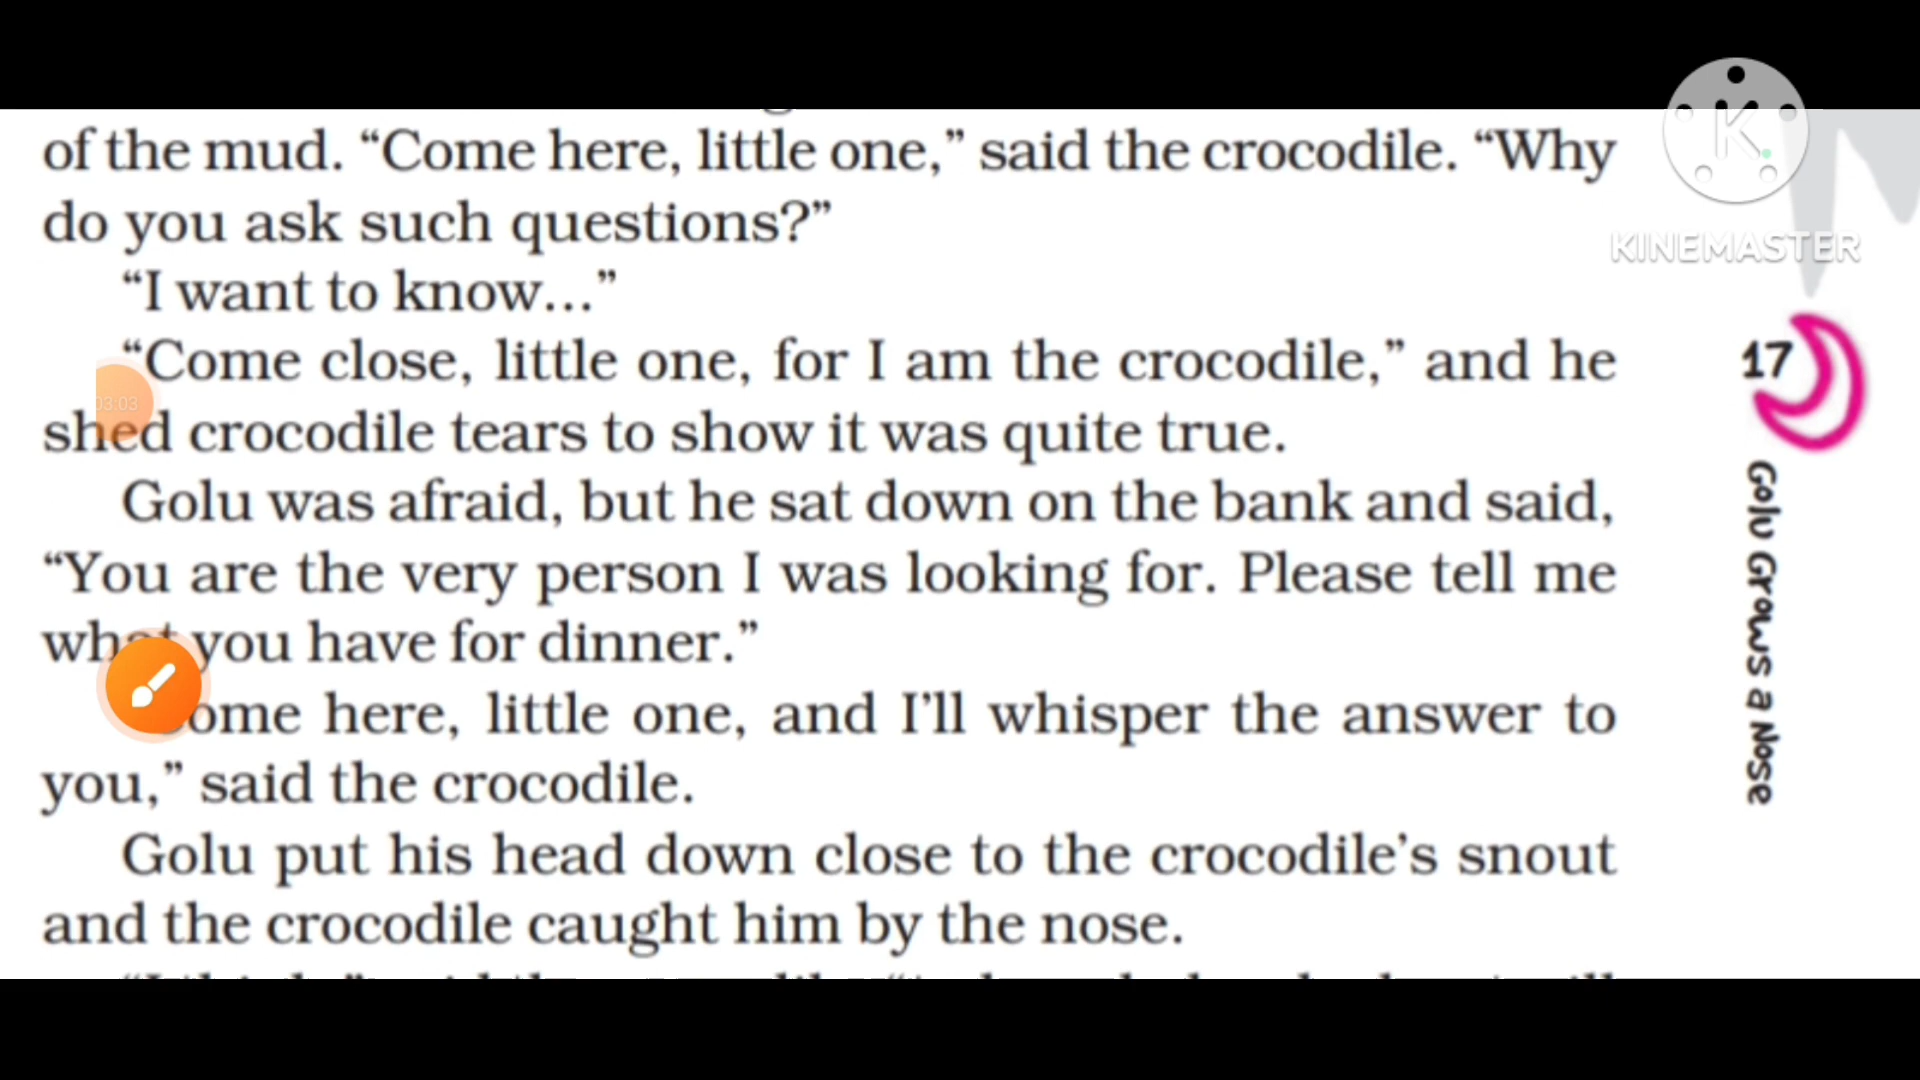 of the mud. “Come here, little one,” said the crocodile. “Why
do you ask such questions?”
“I want to know...”
“Come close, little one, for I am the crocodile,” and he
shed crocodile tears to show it was quite true.
Golu was afraid, but he sat down on the bank and said,
“You are the very person I was looking for. Please tell me
what you have for dinner.”
ome here, little one, and I’ll whisper the answer to
you,” said the crocodile.
Golu put his head down close to the crocodile’s snout
and the crocodile caught him by the nose.
03:03
K
KINEMASTER
17
Golu Grows a Nose